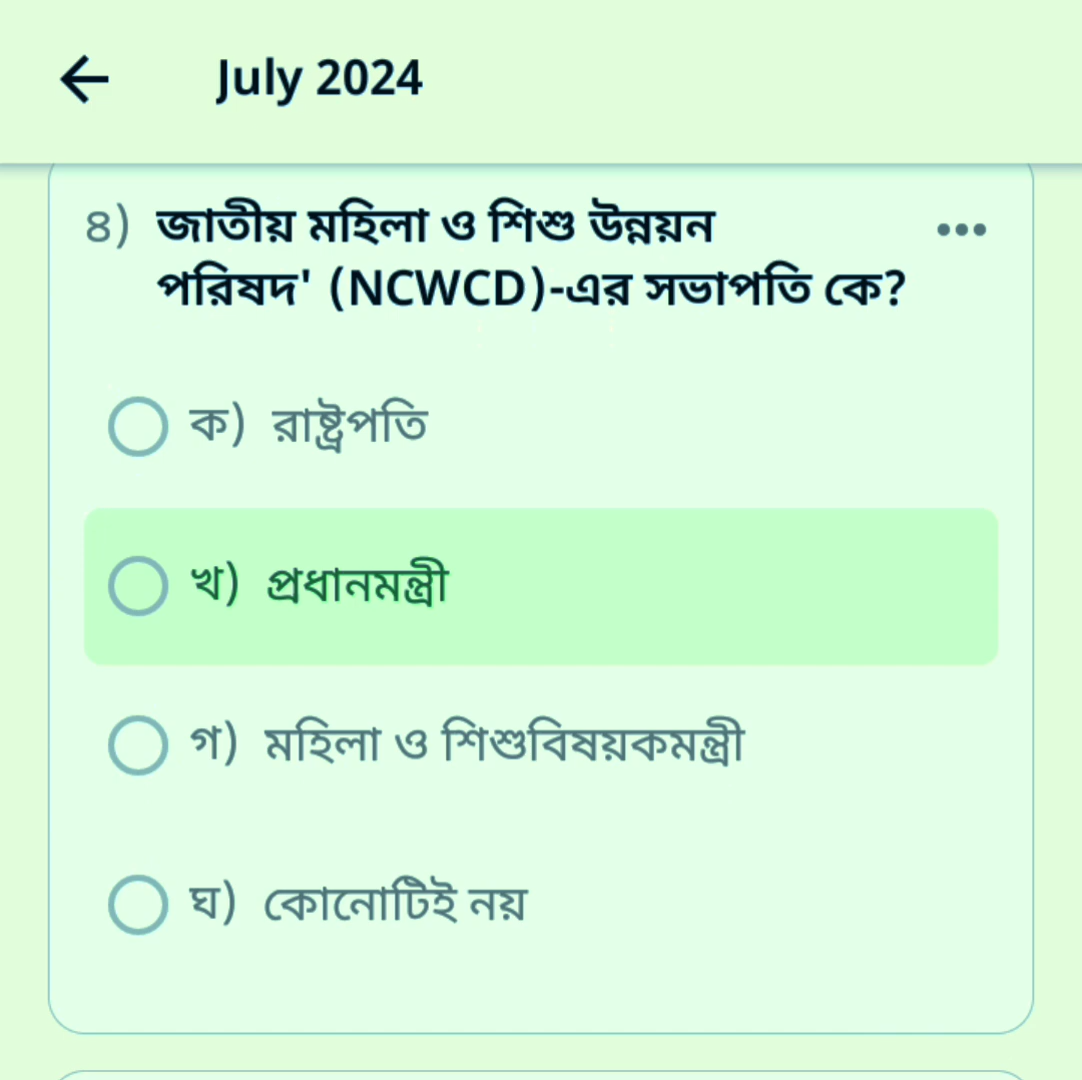 July 2024
৪) জাতীয় মহিলা ও শিশু উন্নয়ন
পরিষদ' (NCWCD)-এর সভাপতি কে?
ক) রাষ্ট্রপতি
খ) প্রধানমন্ত্রী
গ) মহিলা ও শিশুবিষয়কমন্ত্রী
ঘ) কোনোটিই নয়